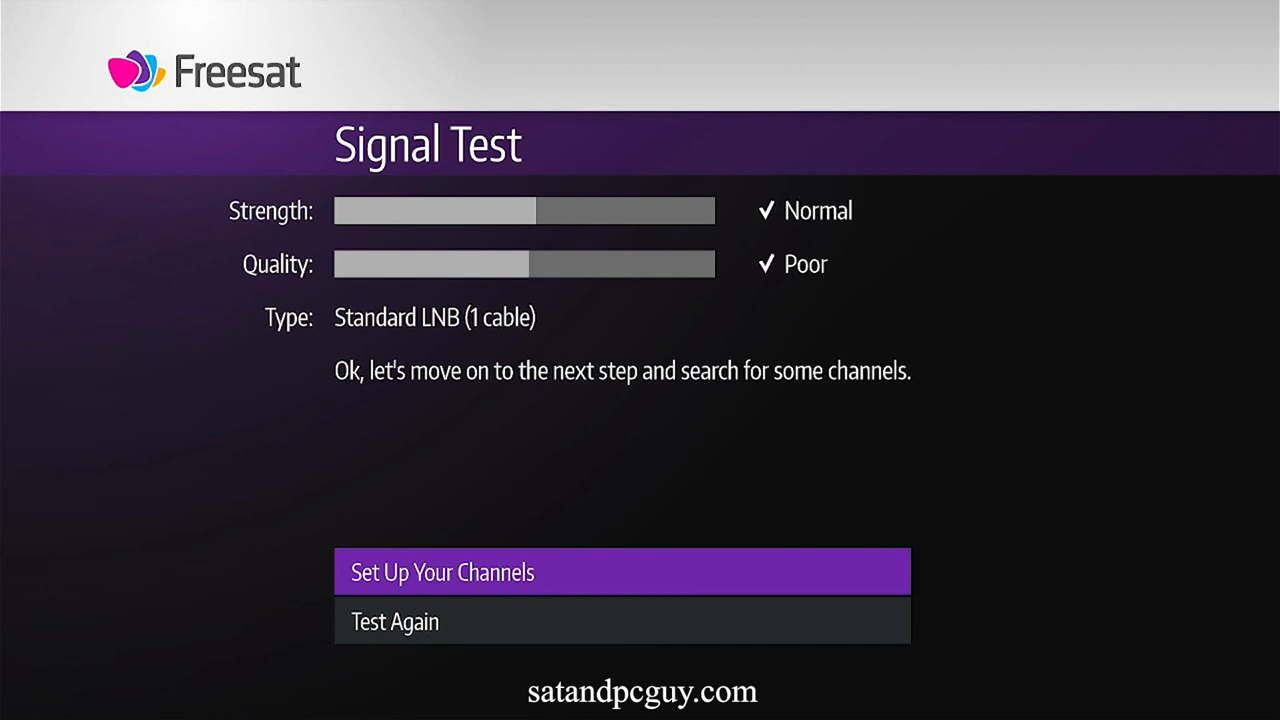 Freesat
Signal Test
Strength: ✓ Normal
Quality: ✓ Poor
Type: Standard LNB (1 cable)
Ok, let's move on to the next step and search for some channels.
Set Up Your Channels
Test Again
satandpcguy.com